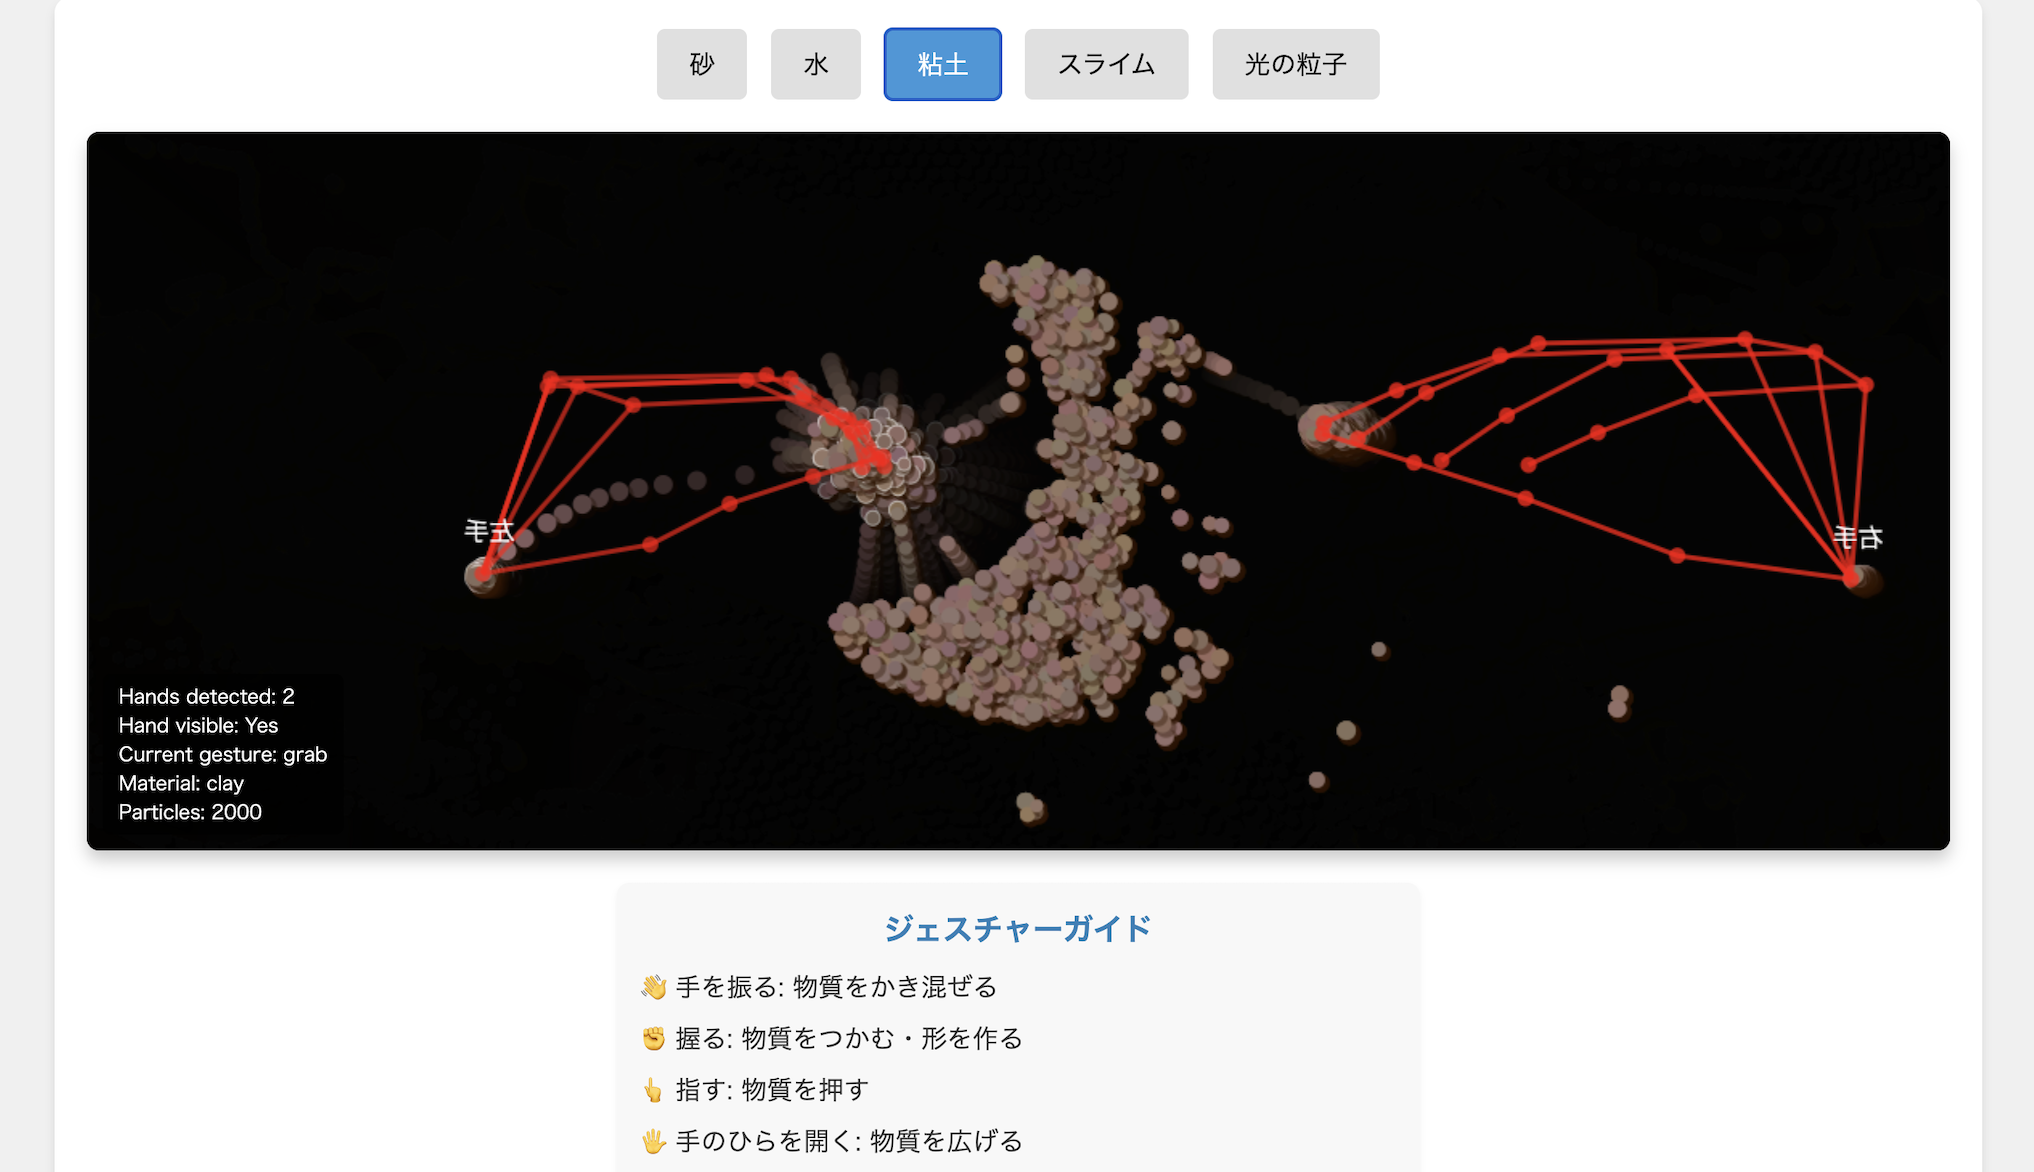 砂
水
粘土
スライム
光の粒子
左手
右手
Hands detected: 2
Hand visible: Yes
Current gesture: grab
Material: clay
Particles: 2000
ジェスチャーガイド
👋 手を振る: 物質をかき混ぜる
✊ 握る: 物質をつかむ・形を作る
👆 指す: 物質を押す
🖐 手のひらを開く: 物質を広げる